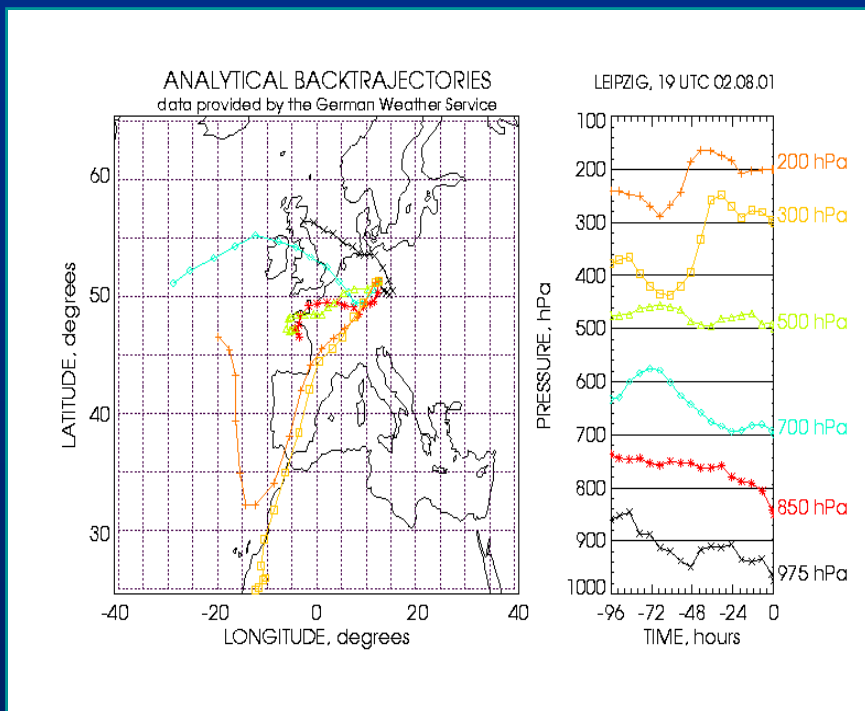 ANALYTICAL BACKTRAJECTORIES
data provided by the German Weather Service
LATITUDE, degrees
60
50
40
30
-40
-20
0
20
40
LONGITUDE, degrees
LEIPZIG, 19 UTC 02.08.01
PRESSURE, hPa
100
200
300
400
500
600
700
800
900
1000
200 hPa
300 hPa
500 hPa
700 hPa
850 hPa
975 hPa
-96 -72 -48 -24 0
TIME, hours